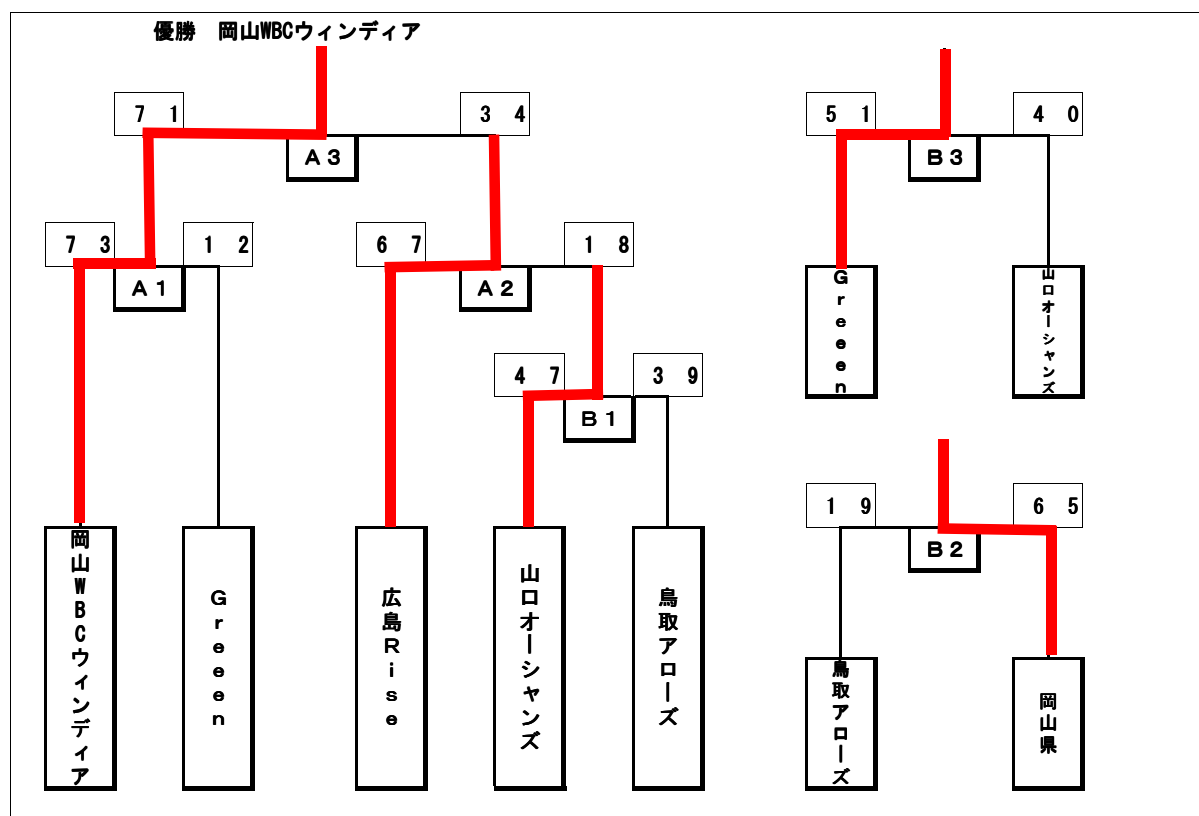 優勝　岡山WBCウィンディア
7 1
3 4
5 1
4 0
A3
B3
7 3
1 2
6 7
1 8
A1
A2
Greeen
山口オーシャンズ
4 7
3 9
B1
1 9
6 5
B2
岡山WBCウィンディア
Greeen
広島Rise
山口オーシャンズ
鳥取アローズ
鳥取アローズ
岡山県